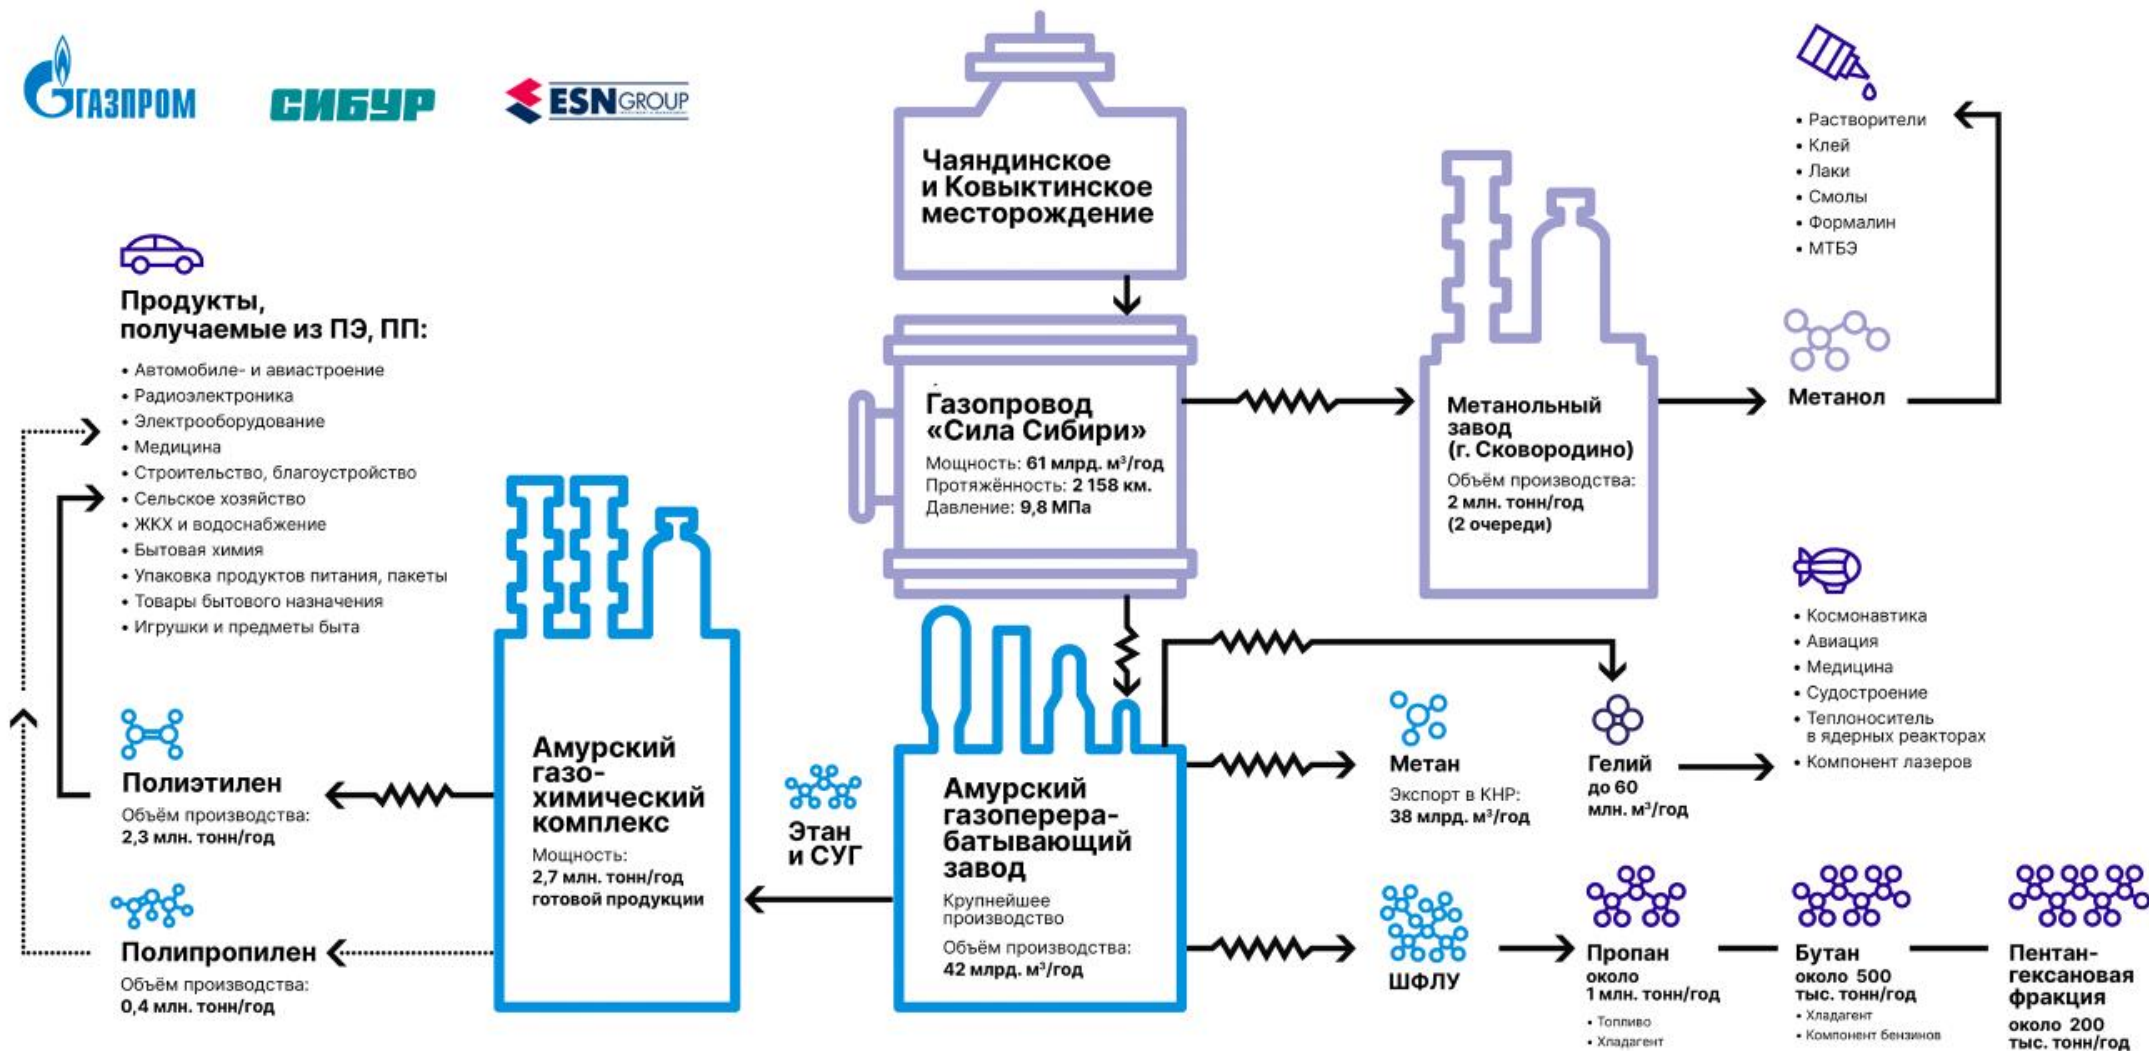 ГАЗПРОМ
СИБУР
ESN GROUP
Чаяндинское
и Ковыктинское
месторождение
Газопровод
«Сила Сибири»
Мощность: 61 млрд. м³/год
Протяжённость: 2 158 км.
Давление: 9,8 МПа
Метанольный
завод
(г. Сковородино)
Объём производства:
2 млн. тонн/год
(2 очереди)
Метанол
• Растворители
• Клей
• Лаки
• Смолы
• Формалин
• МТБЭ
Продукты,
получаемые из ПЭ, ПП:
• Автомобиле- и авиастроение
• Радиоэлектроника
• Электрооборудование
• Медицина
• Строительство, благоустройство
• Сельское хозяйство
• ЖКХ и водоснабжение
• Бытовая химия
• Упаковка продуктов питания, пакеты
• Товары бытового назначения
• Игрушки и предметы быта
Полиэтилен
Объём производства:
2,3 млн. тонн/год
Полипропилен
Объём производства:
0,4 млн. тонн/год
Амурский
газо-
химический
комплекс
Мощность:
2,7 млн. тонн/год
готовой продукции
Этан
и СУГ
Амурский
газоперера-
батывающий
завод
Крупнейшее
производство
Объём производства:
42 млрд. м³/год
Метан
Экспорт в КНР:
38 млрд. м³/год
Гелий
до 60
млн. м³/год
• Космонавтика
• Авиация
• Медицина
• Судостроение
• Теплоноситель
в ядерных реакторах
• Компонент лазеров
ШФЛУ
Пропан
около
1 млн. тонн/год
• Топливо
• Хладагент
Бутан
около 500
тыс. тонн/год
• Хладагент
• Компонент бензинов
Пентан-
гексановая
фракция
около 200
тыс. тонн/год